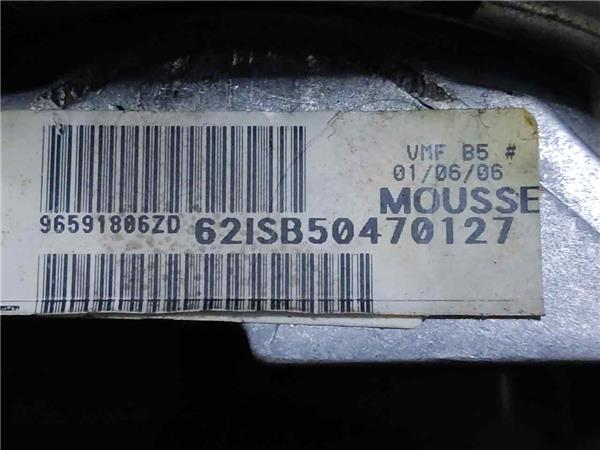 VMF B5 #
01/06/06
MOUSSE
96591806ZD 62ISB50470127